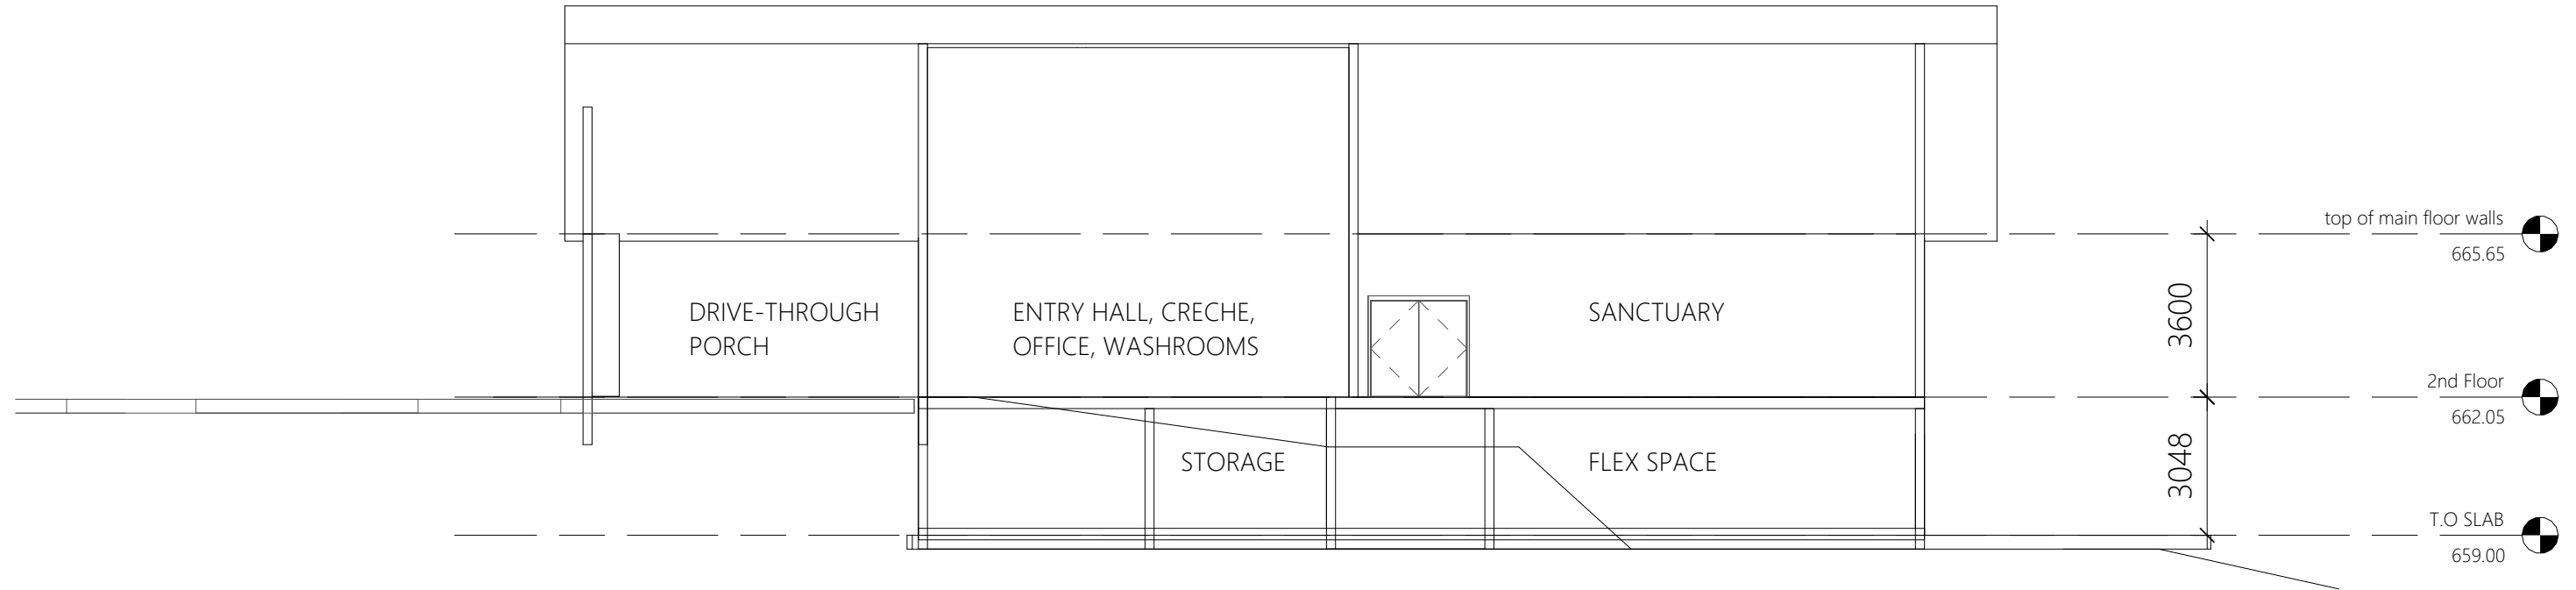 top of main floor walls
665.65
DRIVE-THROUGH
PORCH
ENTRY HALL, CRECHE,
OFFICE, WASHROOMS
SANCTUARY
3600
2nd Floor
662.05
STORAGE
FLEX SPACE
3048
T.O SLAB
659.00